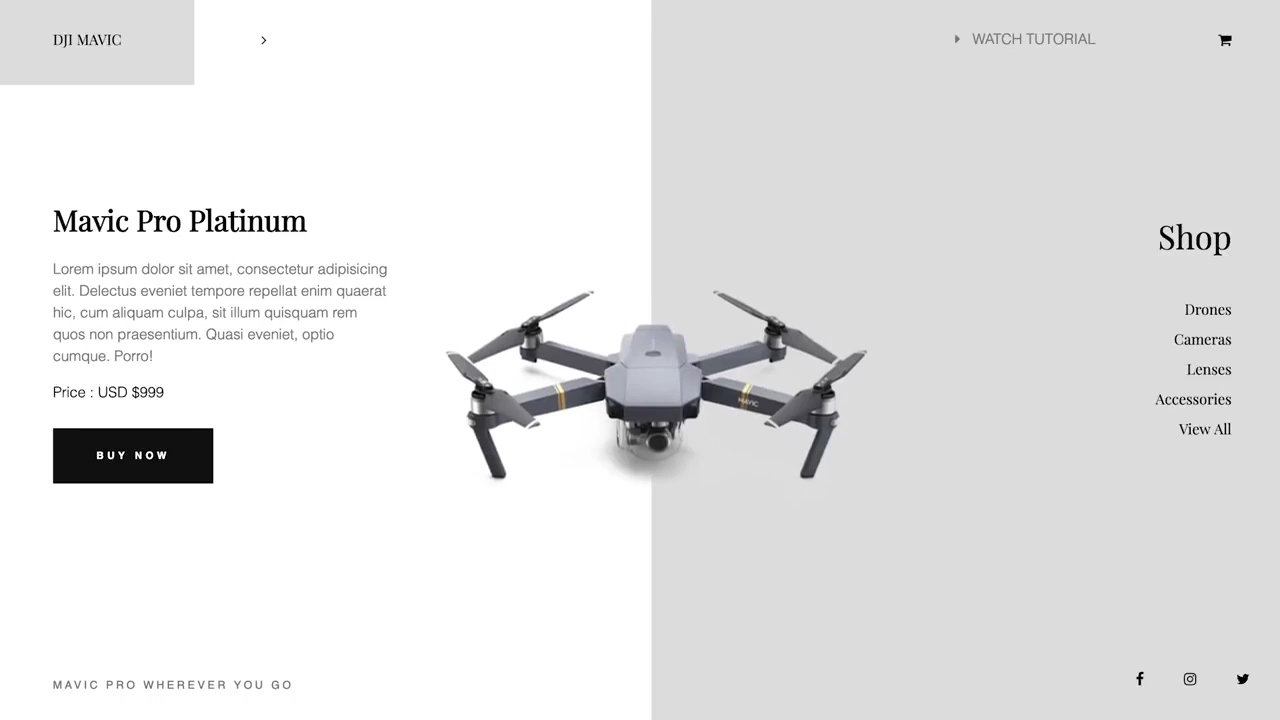 DJI MAVIC
WATCH TUTORIAL
Mavic Pro Platinum
Lorem ipsum dolor sit amet, consectetur adipisicing
elit. Delectus eveniet tempore repellat enim quaerat
hic, cum aliquam culpa, sit illum quisquam rem
quos non praesentium. Quasi eveniet, optio
cumque. Porro!
Price : USD $999
BUY NOW
MAVIC
Shop
Drones
Cameras
Lenses
Accessories
View All
MAVIC PRO WHEREVER YOU GO